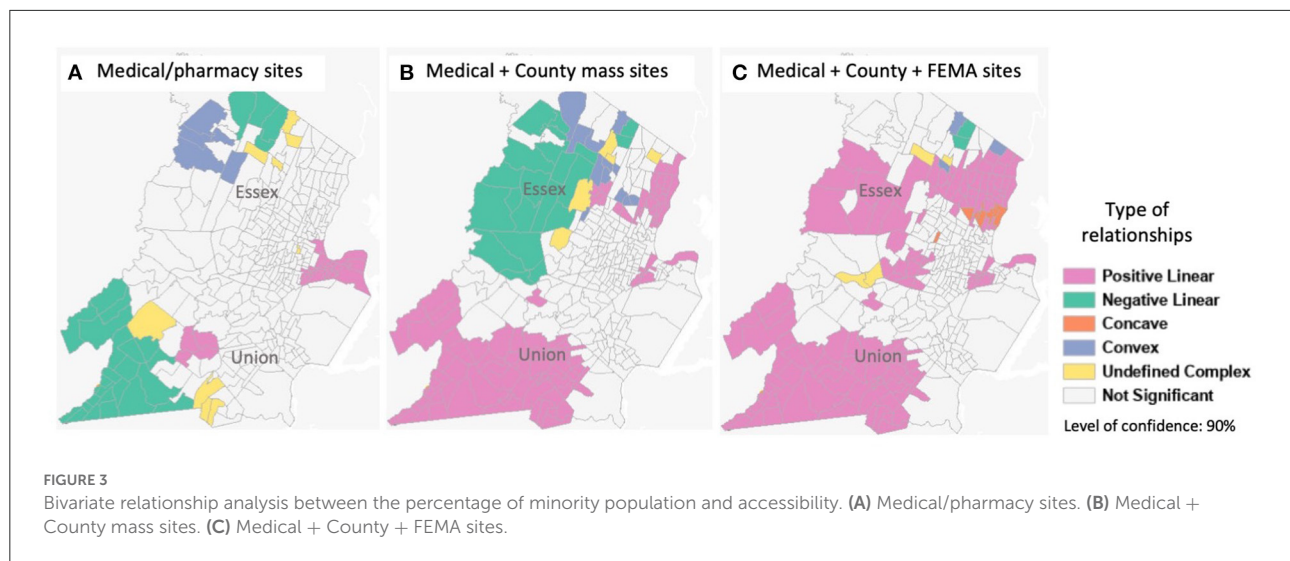 A Medical/pharmacy sites
B Medical + County mass sites
C Medical + County + FEMA sites
Essex
Union
Essex
Union
Essex
Union
Type of
relationships
Positive Linear
Negative Linear
Concave
Convex
Undefined Complex
Not Significant
Level of confidence: 90%
FIGURE 3
Bivariate relationship analysis between the percentage of minority population and accessibility. (A) Medical/pharmacy sites. (B) Medical +
County mass sites. (C) Medical + County + FEMA sites.